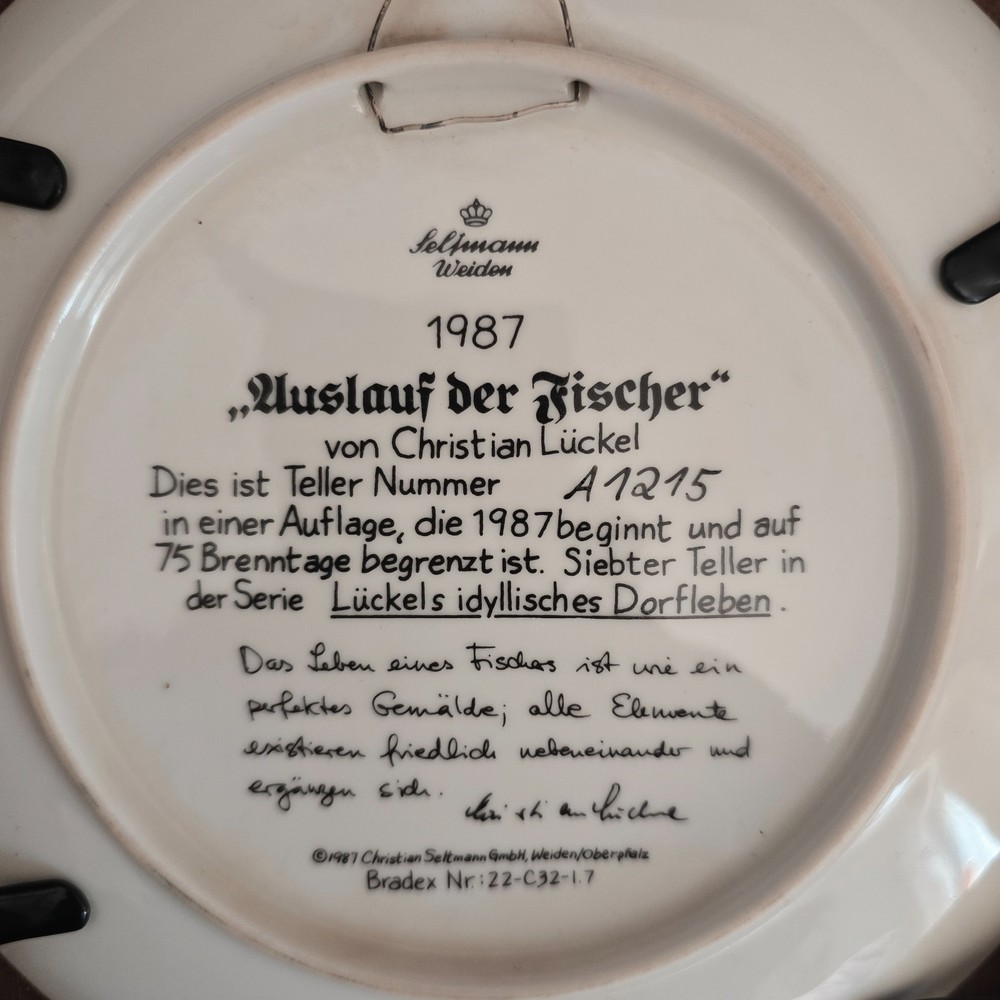 Seltmann
Weiden
1987
„Auslauf der Fischer“
von Christian Lückel
Dies ist Teller Nummer A1215
in einer Auflage, die 1987 beginnt und auf
75 Brenntage begrenzt ist. Siebter Teller in
der Serie Lückels idyllisches Dorfleben.
Das Leben eines Fischers ist wie ein
perfektes Gemälde; alle Elemente
existieren friedlich nebeneinander und
ergänzen sich.
©1987 Christian Seltmann GmbH, Weiden/Oberpfalz
Bradex Nr.: 22-C32-1.7